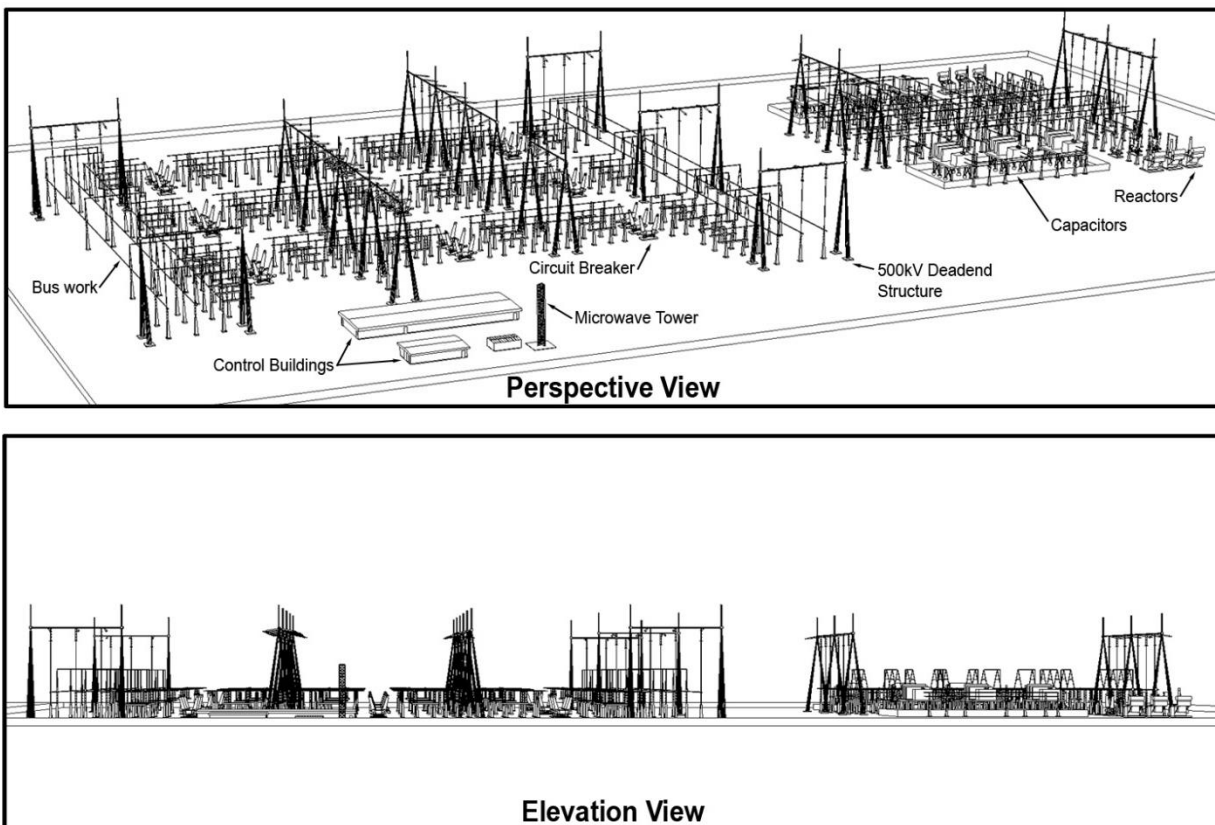 Reactors
Capacitors
Circuit Breaker
500kV Deadend
Structure
Bus work
Microwave Tower
Control Buildings
Perspective View
Elevation View